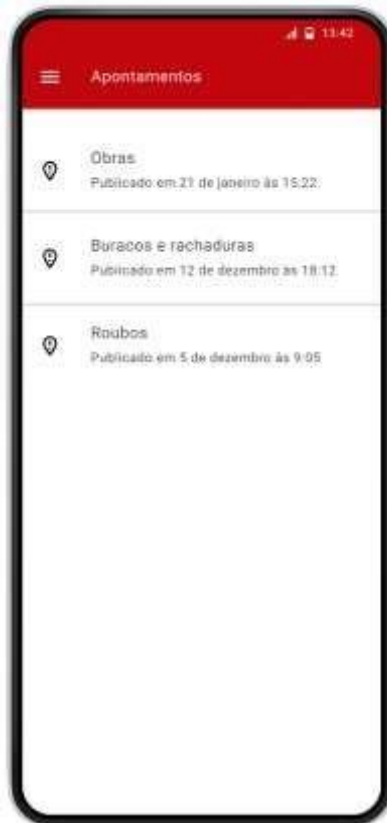 13:42
Apontamentos
Obras
Publicado em 21 de janeiro às 15:22
Buracos e rachaduras
Publicado em 12 de dezembro às 18:12
Roubos
Publicado em 5 de dezembro às 9:05